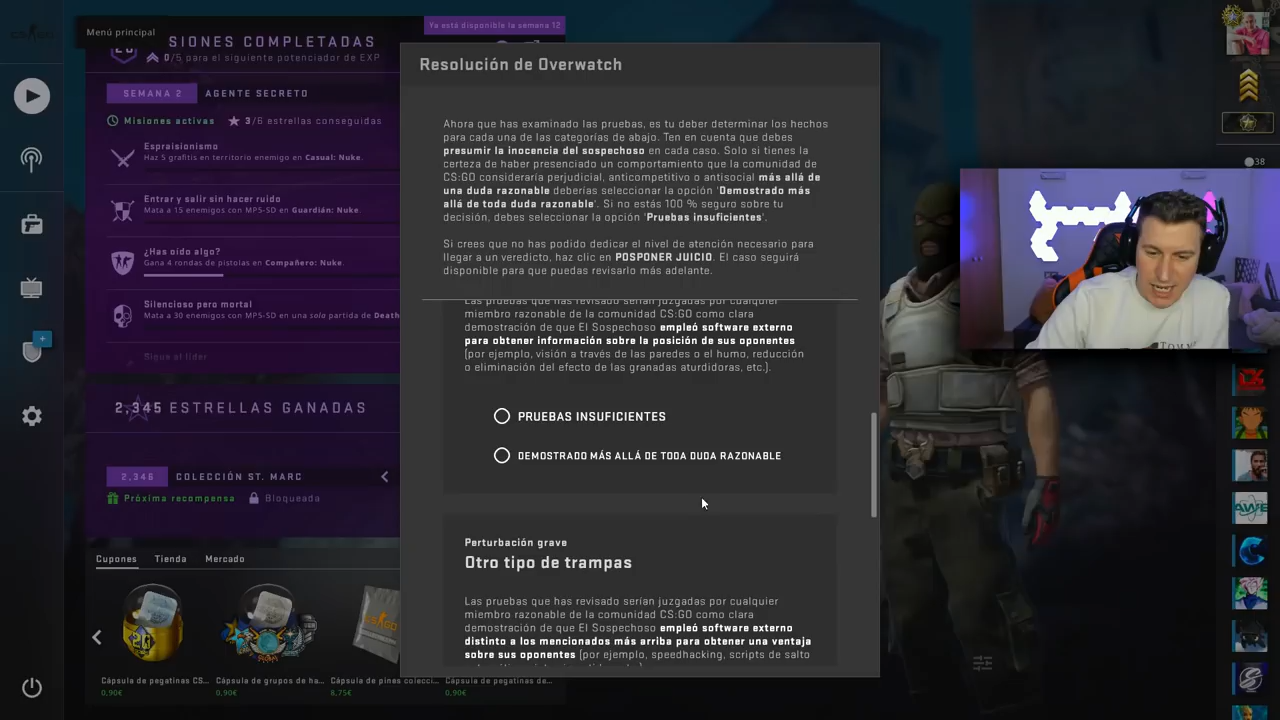 Menú principal
Ya está disponible la semana 12
SIONES COMPLETADAS
0/5 para el siguiente potenciador de EXP
SEMANA 2
AGENTE SECRETO
Misiones activas
3/6 estrellas conseguidas
Espraisionismo
Haz 5 grafitis en territorio enemigo en Casual: Nuke.
Entrar y salir sin hacer ruido
Mata a 15 enemigos con MP5-SD en Guardián: Nuke.
¿Has oído algo?
Gana 4 rondas de pistolas en Compañero: Nuke.
Silencioso pero mortal
Mata a 30 enemigos con MP5-SD en una sola partida de Death
Sigue al líder
2,345 ESTRELLAS GANADAS
2,346
COLECCIÓN ST. MARC
Próxima recompensa
Bloqueada
Cupones
Tienda
Mercado
Cápsula de pegatinas CS...
0,90€
Cápsula de grupos de ha...
0,90€
Cápsula de pines colecci...
8,75€
Cápsula de pegatinas de...
0,90€
Resolución de Overwatch
Ahora que has examinado las pruebas, es tu deber determinar los hechos
para cada una de las categorías de abajo. Ten en cuenta que debes
presumir la inocencia del sospechoso en cada caso. Solo si tienes la
certeza de haber presenciado un comportamiento que la comunidad de
CS:GO consideraría perjudicial, anticompetitivo o antisocial más allá de
una duda razonable deberías seleccionar la opción 'Demostrado más
allá de toda duda razonable'. Si no estás 100 % seguro sobre tu
decisión, debes seleccionar la opción 'Pruebas insuficientes'.
Si crees que no has podido dedicar el nivel de atención necesario para
llegar a un veredicto, haz clic en POSPONER JUICIO. El caso seguirá
disponible para que puedas revisarlo más adelante.
Las pruebas que has revisado serían juzgadas por cualquier
miembro razonable de la comunidad CS:GO como clara
demostración de que El Sospechoso empleó software externo
para obtener información sobre la posición de sus oponentes
(por ejemplo, visión a través de las paredes o el humo, reducción
o eliminación del efecto de las granadas aturdidoras, etc.).
PRUEBAS INSUFICIENTES
DEMOSTRADO MÁS ALLÁ DE TODA DUDA RAZONABLE
Perturbación grave
Otro tipo de trampas
Las pruebas que has revisado serían juzgadas por cualquier
miembro razonable de la comunidad CS:GO como clara
demostración de que El Sospechoso empleó software externo
distinto a los mencionados más arriba para obtener una ventaja
sobre sus oponentes (por ejemplo, speedhacking, scripts de salto
38
TOMM
AWE